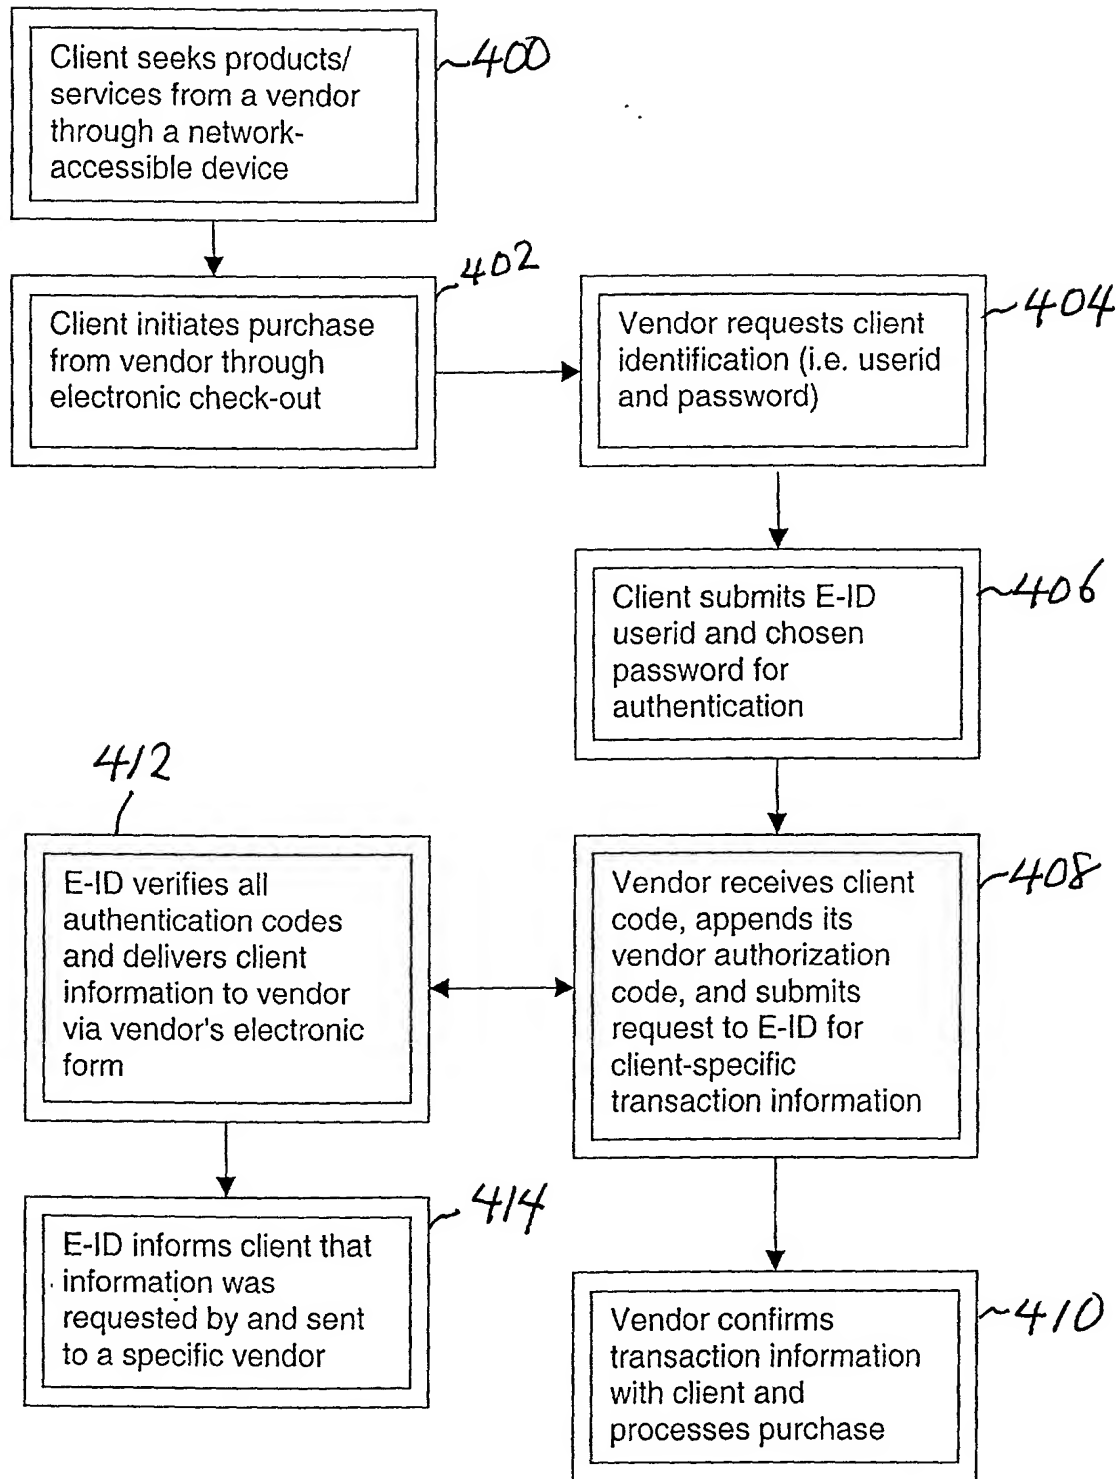 Client seeks products/
services from a vendor
through a network-
accessible device
400
Client initiates purchase
from vendor through
electronic check-out
402
Vendor requests client
identification (i.e. userid
and password)
404
Client submits E-ID
userid and chosen
password for
authentication
406
412
E-ID verifies all
authentication codes
and delivers client
information to vendor
via vendor's electronic
form
Vendor receives client
code, appends its
vendor authorization
code, and submits
request to E-ID for
client-specific
transaction information
408
E-ID informs client that
information was
requested by and sent
to a specific vendor
414
Vendor confirms
transaction information
with client and
processes purchase
410